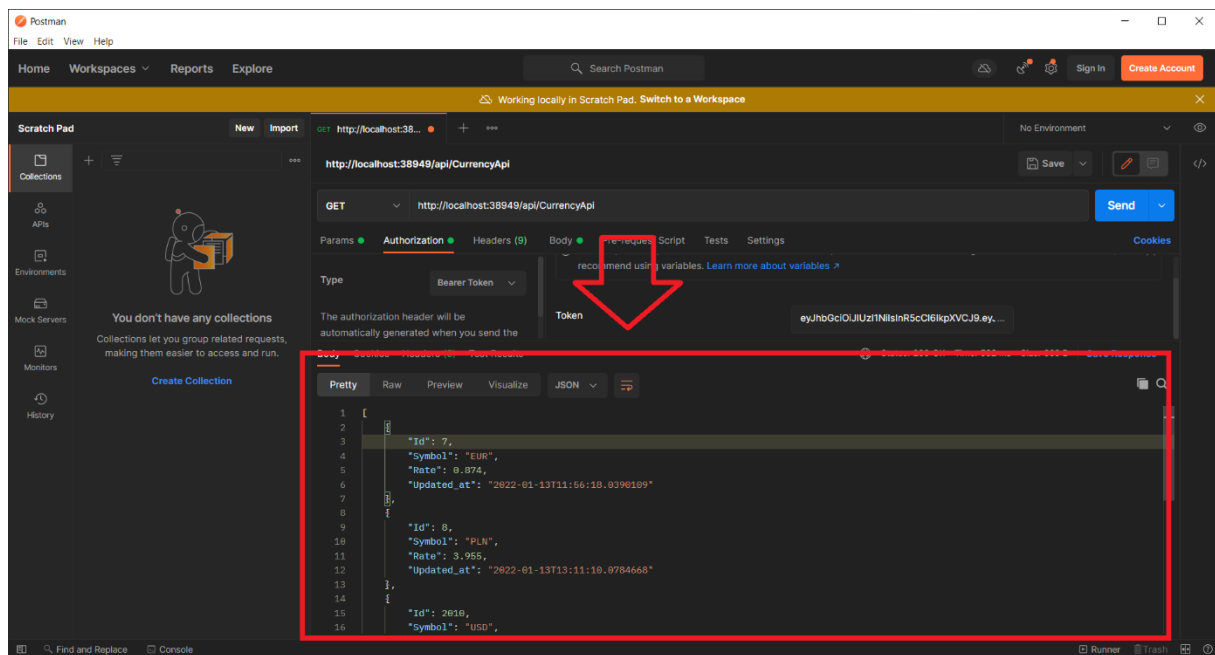 Postman
File Edit View Help
Home Workspaces Reports Explore Search Postman Sign In Create Account
Working locally in Scratch Pad. Switch to a Workspace
Scratch Pad New Import GET http://localhost:38... No Environment
Collections
APIs
Environments
Mock Servers
Monitors
History
You don't have any collections
Collections let you group related requests,
making them easier to access and run.
Create Collection
http://localhost:38949/api/CurrencyApi Save
GET http://localhost:38949/api/CurrencyApi Send
Params Authorization Headers (9) Body Pre-request Script Tests Settings Cookies
recommend using variables. Learn more about variables
Type Bearer Token
The authorization header will be
automatically generated when you send the
Token
Body
Save Response
Pretty Raw Preview Visualize JSON
1 [
2 {
3 "Id": 7,
4 "Symbol": "EUR",
5 "Rate": 0.874,
6 "Updated_at": "2022-01-13T11:56:18.0390109"
7 },
8 {
9 "Id": 8,
10 "Symbol": "PLN",
11 "Rate": 3.955,
12 "Updated_at": "2022-01-13T13:11:10.0784668"
13 },
14 {
15 "Id": 2010,
16 "Symbol": "USD",
Find and Replace Console Runner Trash